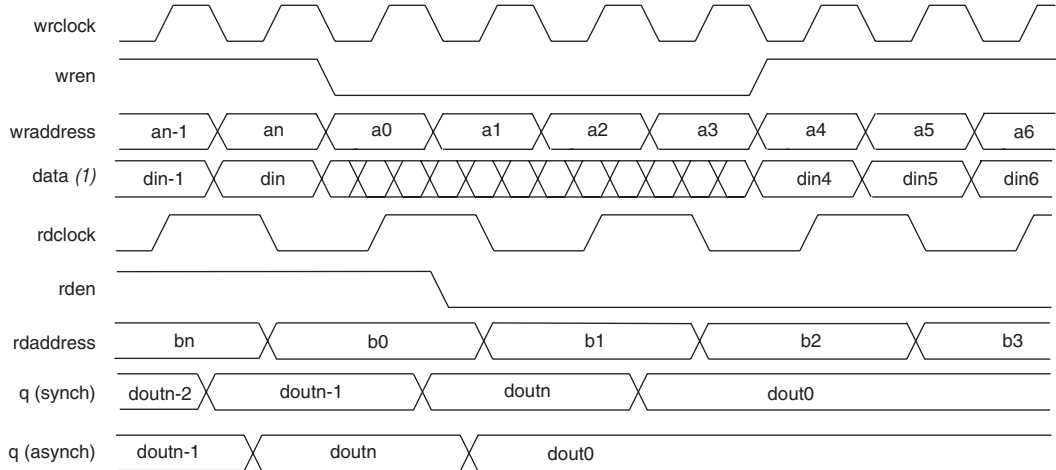 wrclock
wren
wraddress an-1 an a0 a1 a2 a3 a4 a5 a6
data (1) din-1 din din4 din5 din6
rdclock
rden
rdaddress bn b0 b1 b2 b3
q (synch) doutn-2 doutn-1 doutn dout0
q (asynch) doutn-1 doutn dout0